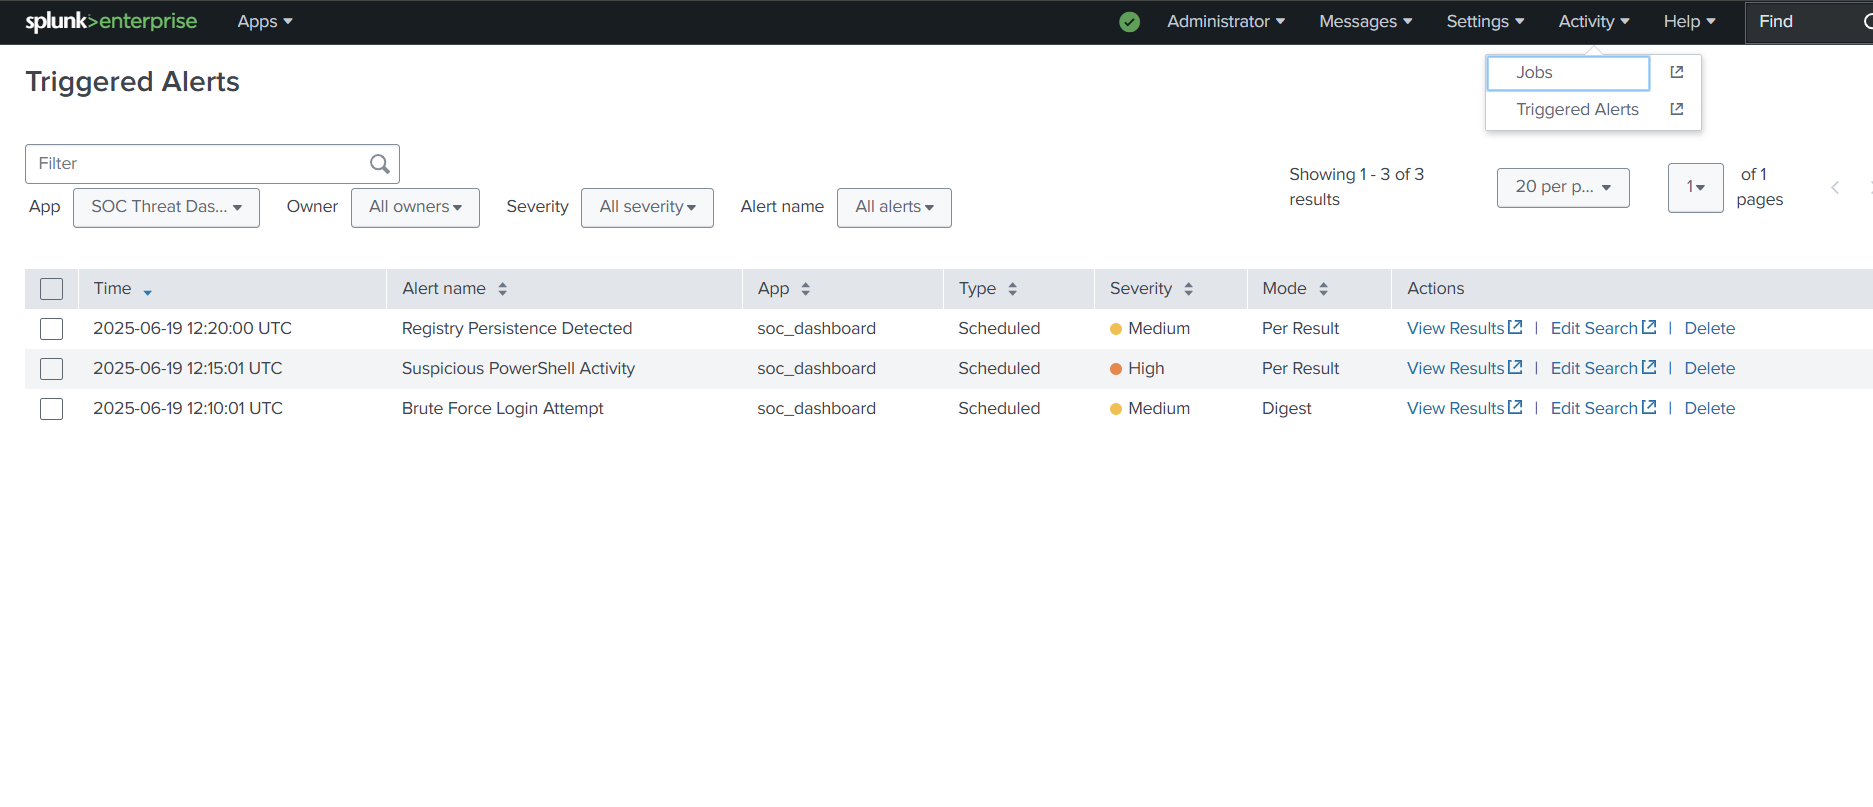 splunk>enterprise Apps Administrator Messages Settings Activity Help Find
Jobs
Triggered Alerts
Triggered Alerts
Filter
App SOC Threat Das... Owner All owners Severity All severity Alert name All alerts
Showing 1 - 3 of 3
results
20 per p...
1
of 1
pages
Time Alert name App Type Severity Mode Actions
2025-06-19 12:20:00 UTC Registry Persistence Detected soc_dashboard Scheduled Medium Per Result View Results | Edit Search | Delete
2025-06-19 12:15:01 UTC Suspicious PowerShell Activity soc_dashboard Scheduled High Per Result View Results | Edit Search | Delete
2025-06-19 12:10:01 UTC Brute Force Login Attempt soc_dashboard Scheduled Medium Digest View Results | Edit Search | Delete